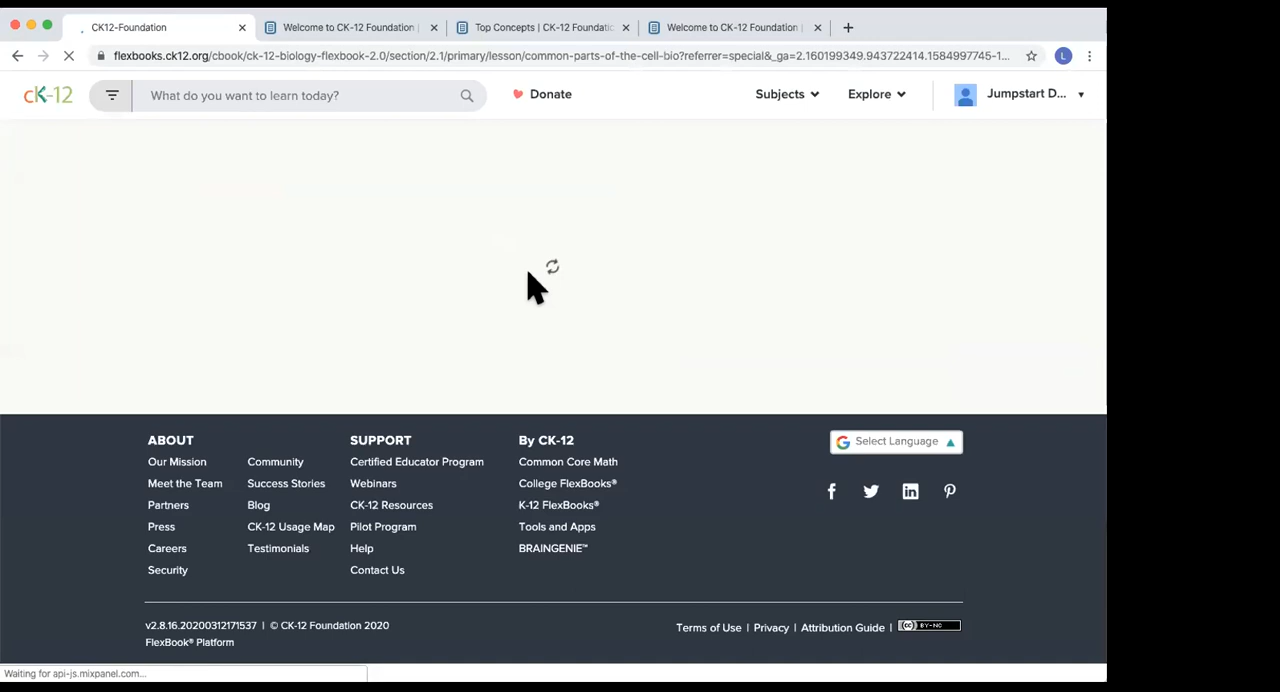 CK12-Foundation
Welcome to CK-12 Foundation |
Top Concepts | CK-12 Foundatio
Welcome to CK-12 Foundation |
flexbooks.ck12.org/cbook/ck-12-biology-flexbook-2.0/section/2.1/primary/lesson/common-parts-of-the-cell-bio?referrer=special&_ga=2.160199349.943722414.1584997745-1...
L
cK-12
What do you want to learn today?
Donate
Subjects
Explore
Jumpstart D...
ABOUT
Our Mission
Meet the Team
Partners
Press
Careers
Security
Community
Success Stories
Blog
CK-12 Usage Map
Testimonials
SUPPORT
Certified Educator Program
Webinars
CK-12 Resources
Pilot Program
Help
Contact Us
By CK-12
Common Core Math
College FlexBooks®
K-12 FlexBooks®
Tools and Apps
BRAINGENIE™
G Select Language
v2.8.16.20200312171537 | © CK-12 Foundation 2020
FlexBook® Platform
Terms of Use | Privacy | Attribution Guide |
cc BY-NC
Waiting for api-js.mixpanel.com...